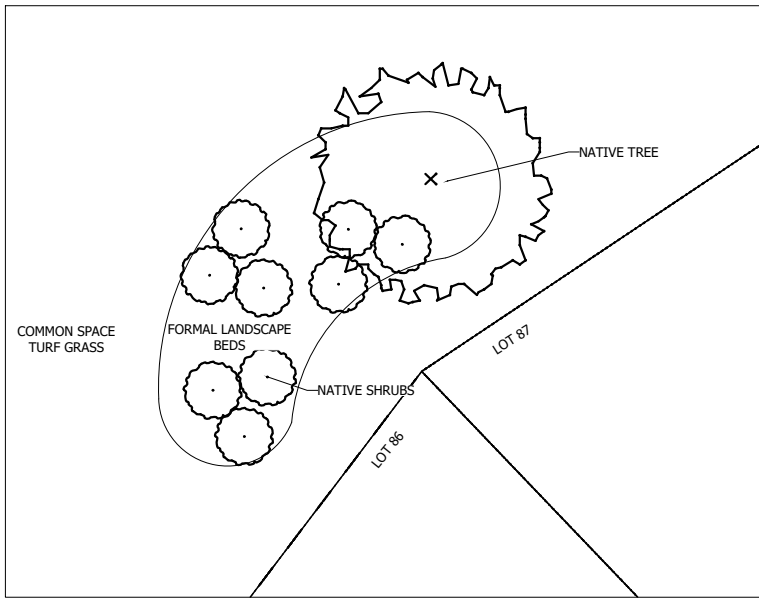 NATIVE TREE
COMMON SPACE
TURF GRASS
FORMAL LANDSCAPE
BEDS
LOT 87
NATIVE SHRUBS
LOT 86